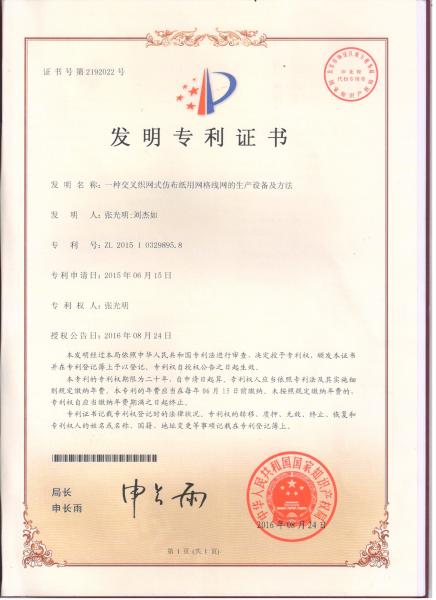 证书号第2192022号
发明专利证书
发明名称：一种交叉织网式仿布纸用网格线网的生产设备及方法
发明人：张光明;刘杰如
专利号：ZL 2015 1 0329895.8
专利申请日：2015年06月15日
专利权人：张光明
授权公告日：2016年08月24日
本发明经过本局依照中华人民共和国专利法进行审查，决定授予专利权，颁发本证书
并在专利登记簿上予以登记。专利权自授权公告之日起生效。
本专利的专利权期限为二十年，自申请日起算。专利权人应当依照专利法及其实施细
则规定缴纳年费。本专利的年费应当在每年06月15日前缴纳。未按照规定缴纳年费的，
专利权自应当缴纳年费期满之日起终止。
专利证书记载专利权登记时的法律状况。专利权的转移、质押、无效、终止、恢复和
专利权人的姓名或名称、国籍、地址变更等事项记载在专利登记簿上。
局长
申长雨
申长雨
中华人民共和国国家知识产权局
2016年08月24日
第1页(共1页)